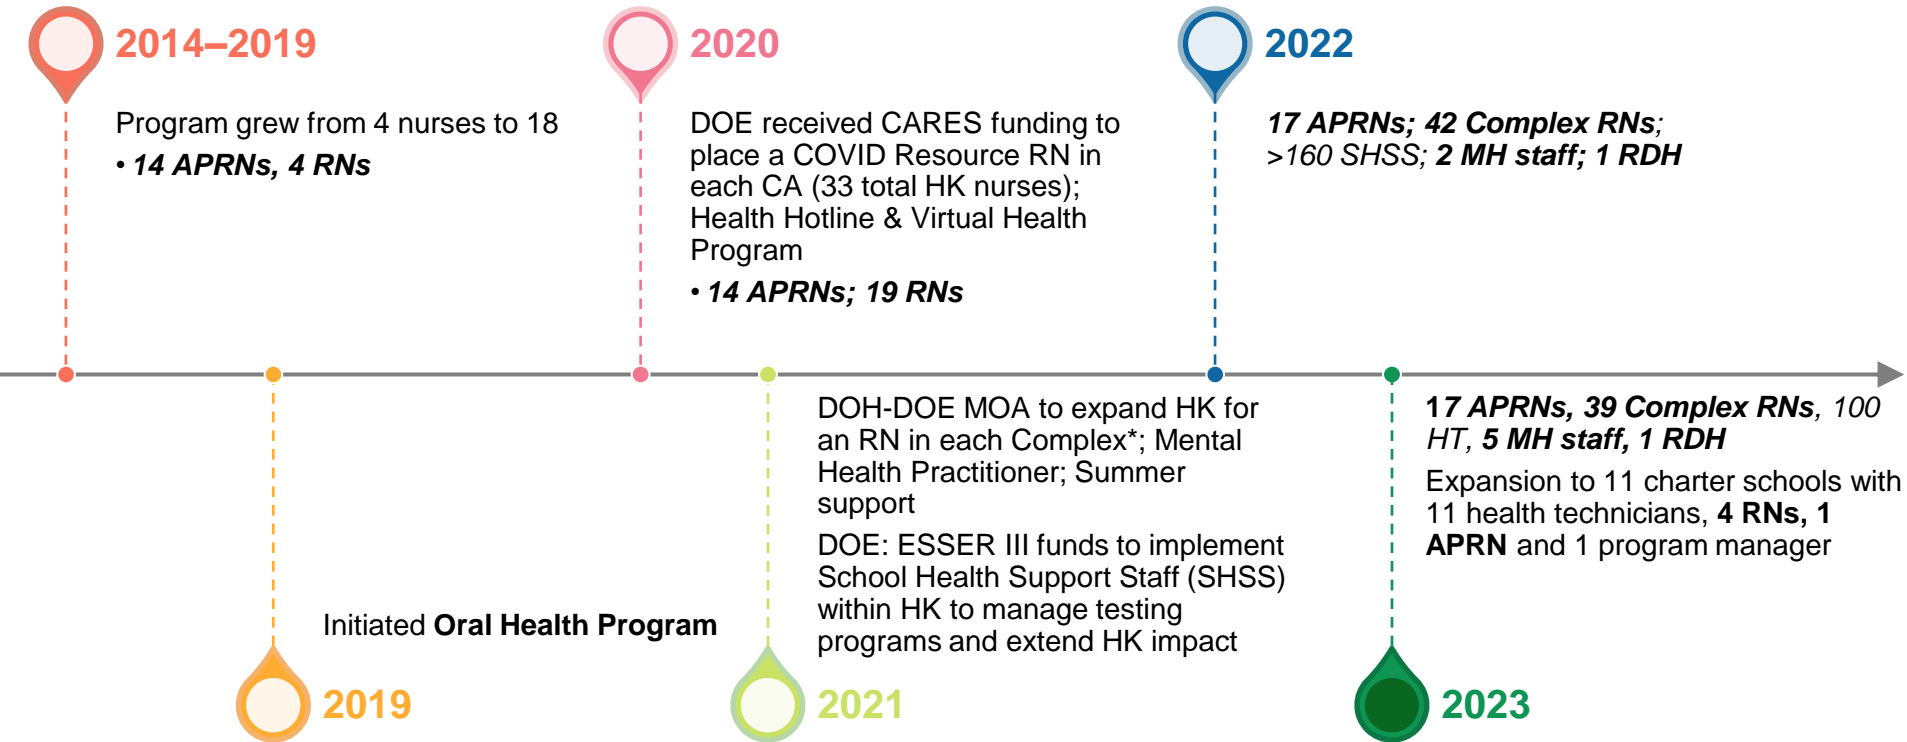 2014–2019
Program grew from 4 nurses to 18
• 14 APRNs, 4 RNs
2020
DOE received CARES funding to
place a COVID Resource RN in
each CA (33 total HK nurses);
Health Hotline & Virtual Health
Program
• 14 APRNs; 19 RNs
2022
17 APRNs; 42 Complex RNs;
>160 SHSS; 2 MH staff; 1 RDH
Initiated Oral Health Program
2019
DOH-DOE MOA to expand HK for
an RN in each Complex*; Mental
Health Practitioner; Summer
support
DOE: ESSER III funds to implement
School Health Support Staff (SHSS)
within HK to manage testing
programs and extend HK impact
2021
17 APRNs, 39 Complex RNs, 100
HT, 5 MH staff, 1 RDH
Expansion to 11 charter schools with
11 health technicians, 4 RNs, 1
APRN and 1 program manager
2023